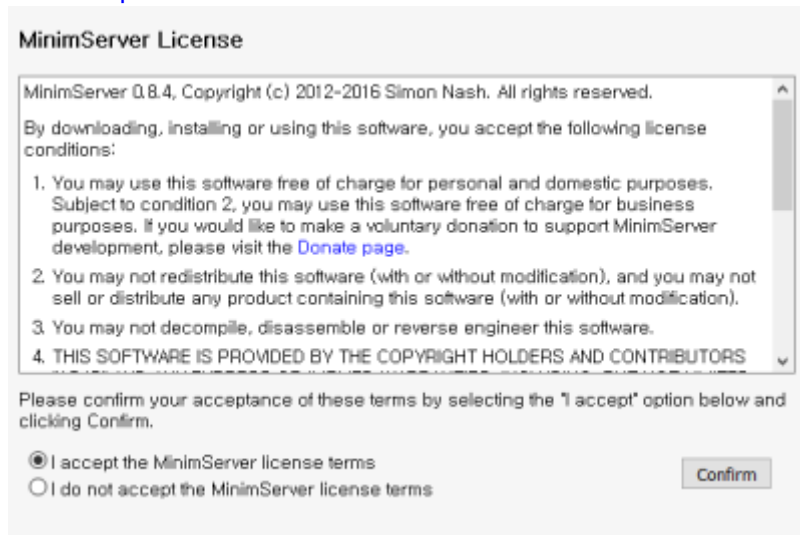 MinimServer License
MinimServer 0.8.4, Copyright (c) 2012-2016 Simon Nash. All rights reserved.
By downloading, installing or using this software, you accept the following license
conditions:
1. You may use this software free of charge for personal and domestic purposes.
Subject to condition 2, you may use this software free of charge for business
purposes. If you would like to make a voluntary donation to support MinimServer
development, please visit the Donate page.
2. You may not redistribute this software (with or without modification), and you may not
sell or distribute any product containing this software (with or without modification).
3. You may not decompile, disassemble or reverse engineer this software.
4. THIS SOFTWARE IS PROVIDED BY THE COPYRIGHT HOLDERS AND CONTRIBUTORS
Please confirm your acceptance of these terms by selecting the "I accept" option below and
clicking Confirm.
I accept the MinimServer license terms
I do not accept the MinimServer license terms
Confirm